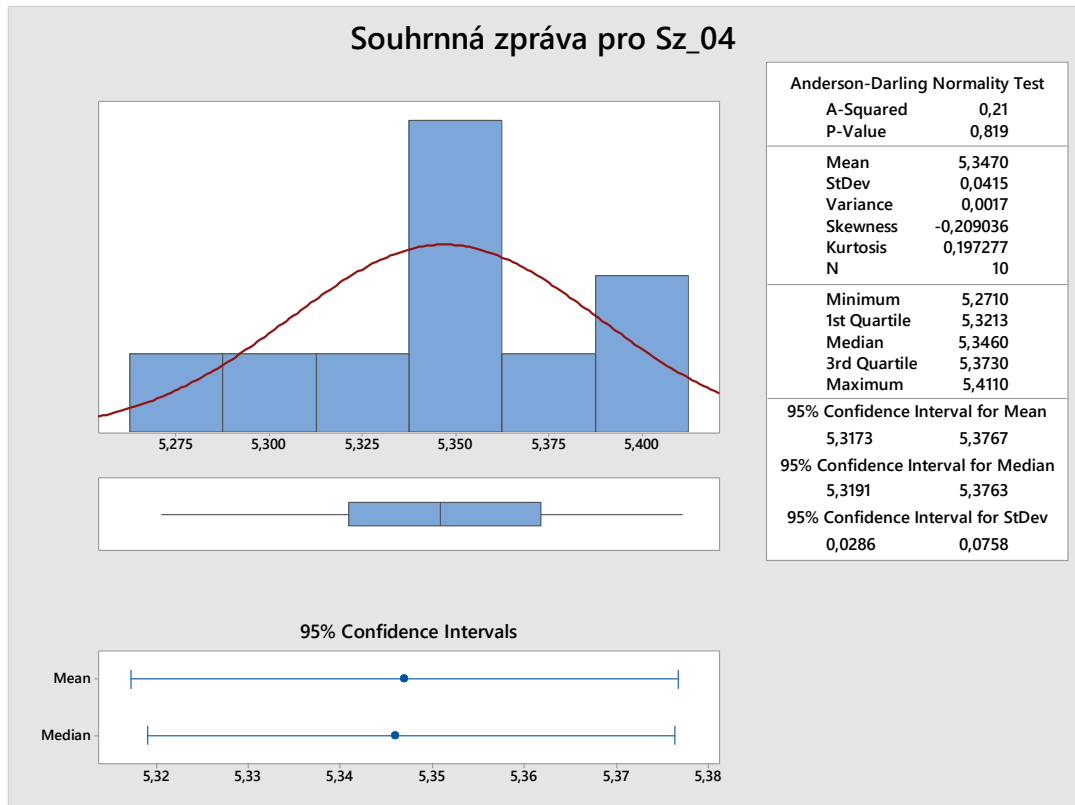 Souhrnná zpráva pro Sz_04
5,275 5,300 5,325 5,350 5,375 5,400
95% Confidence Intervals
Mean
Median
5,32 5,33 5,34 5,35 5,36 5,37 5,38
Anderson-Darling Normality Test
A-Squared 0,21
P-Value 0,819
Mean 5,3470
StDev 0,0415
Variance 0,0017
Skewness -0,209036
Kurtosis 0,197277
N 10
Minimum 5,2710
1st Quartile 5,3213
Median 5,3460
3rd Quartile 5,3730
Maximum 5,4110
95% Confidence Interval for Mean
5,3173 5,3767
95% Confidence Interval for Median
5,3191 5,3763
95% Confidence Interval for StDev
0,0286 0,0758